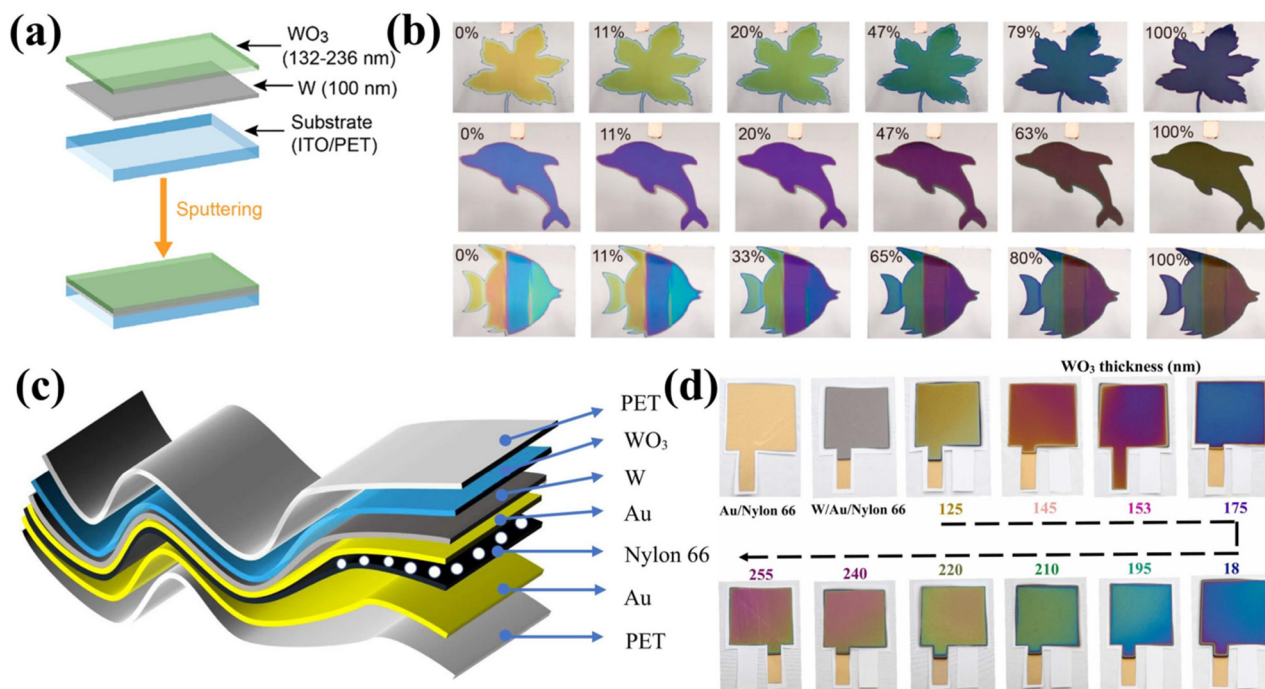 (a)
WO3
(132-236 nm)
W (100 nm)
Substrate
(ITO/PET)
Sputtering
(b)
0% 11% 20% 47% 79% 100%
0% 11% 20% 47% 63% 100%
0% 11% 33% 65% 80% 100%
(c)
PET
WO3
W
Au
Nylon 66
Au
PET
(d)
WO3 thickness (nm)
Au/Nylon 66 W/Au/Nylon 66 125 145 153 175
255 240 220 210 195 18